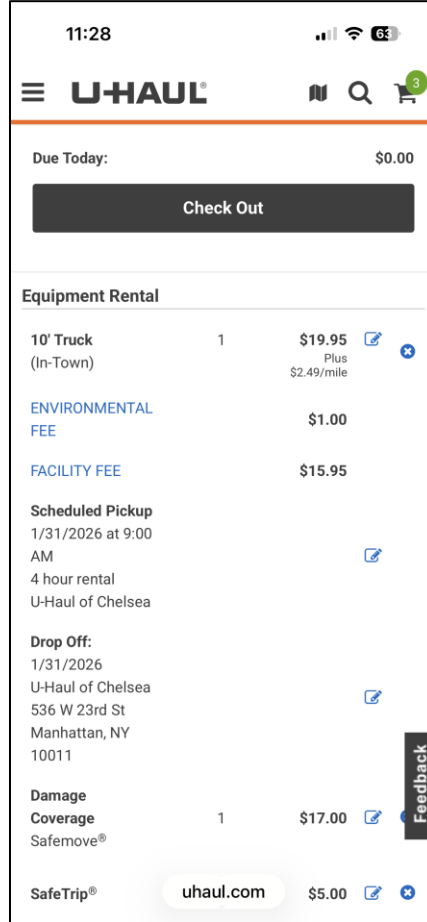 11:28
63
U-HAUL®
3
Due Today: $0.00
Check Out
Equipment Rental
10' Truck 1 $19.95
(In-Town) Plus
$2.49/mile
ENVIRONMENTAL
FEE $1.00
FACILITY FEE $15.95
Scheduled Pickup
1/31/2026 at 9:00
AM
4 hour rental
U-Haul of Chelsea
Drop Off:
1/31/2026
U-Haul of Chelsea
536 W 23rd St
Manhattan, NY
10011
Feedback
Damage
Coverage 1 $17.00
Safemove®
SafeTrip® $5.00
uhaul.com